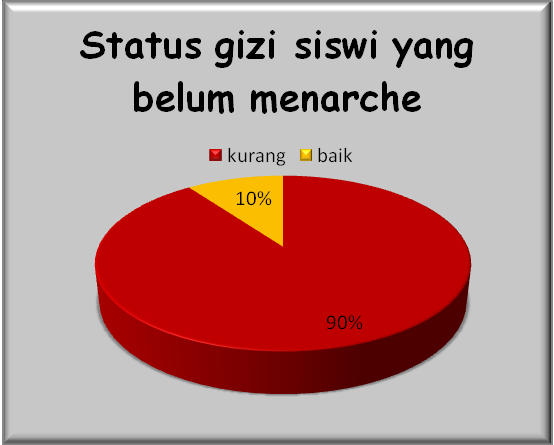 Status gizi siswi yang
belum menarche
kurang baik
10%
90%